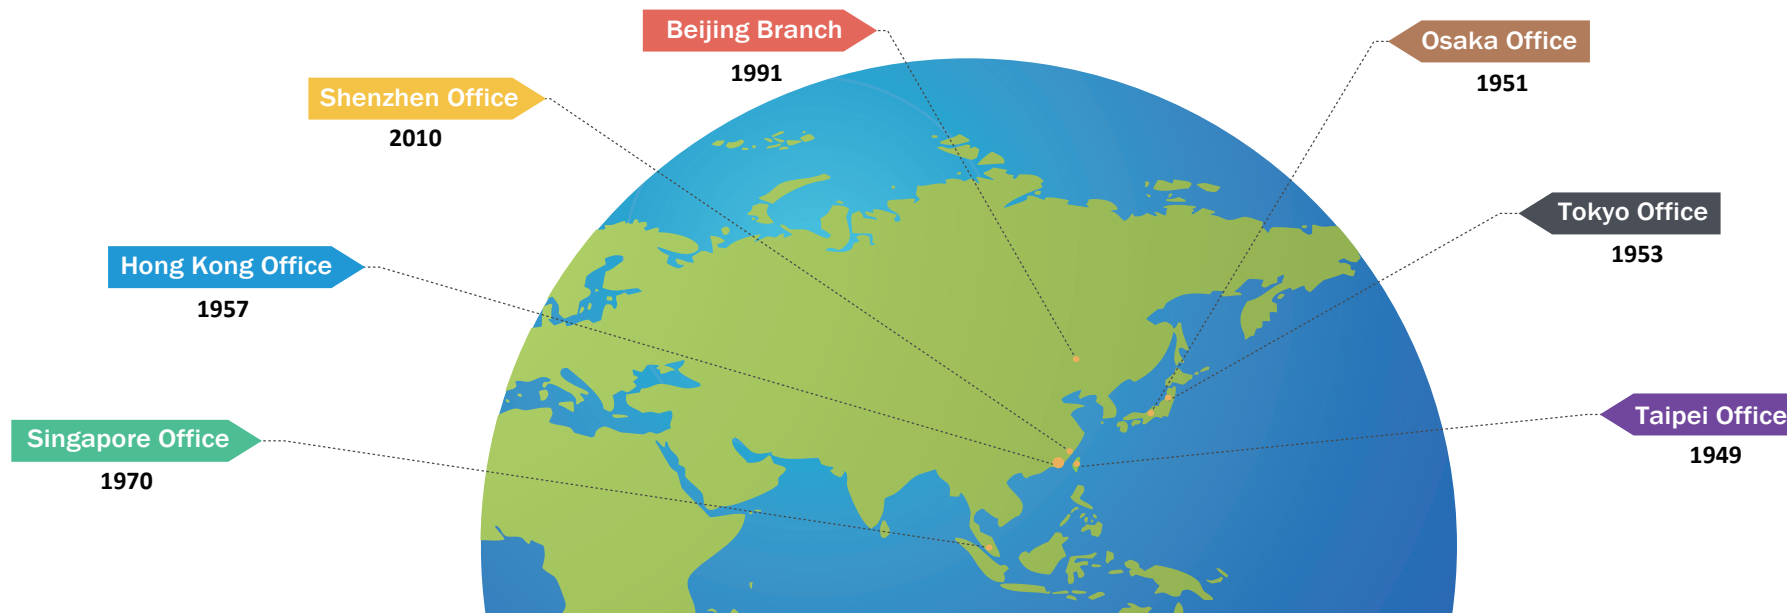 Beijing Branch
1991
Osaka Office
1951
Shenzhen Office
2010
Tokyo Office
1953
Hong Kong Office
1957
Taipei Office
1949
Singapore Office
1970